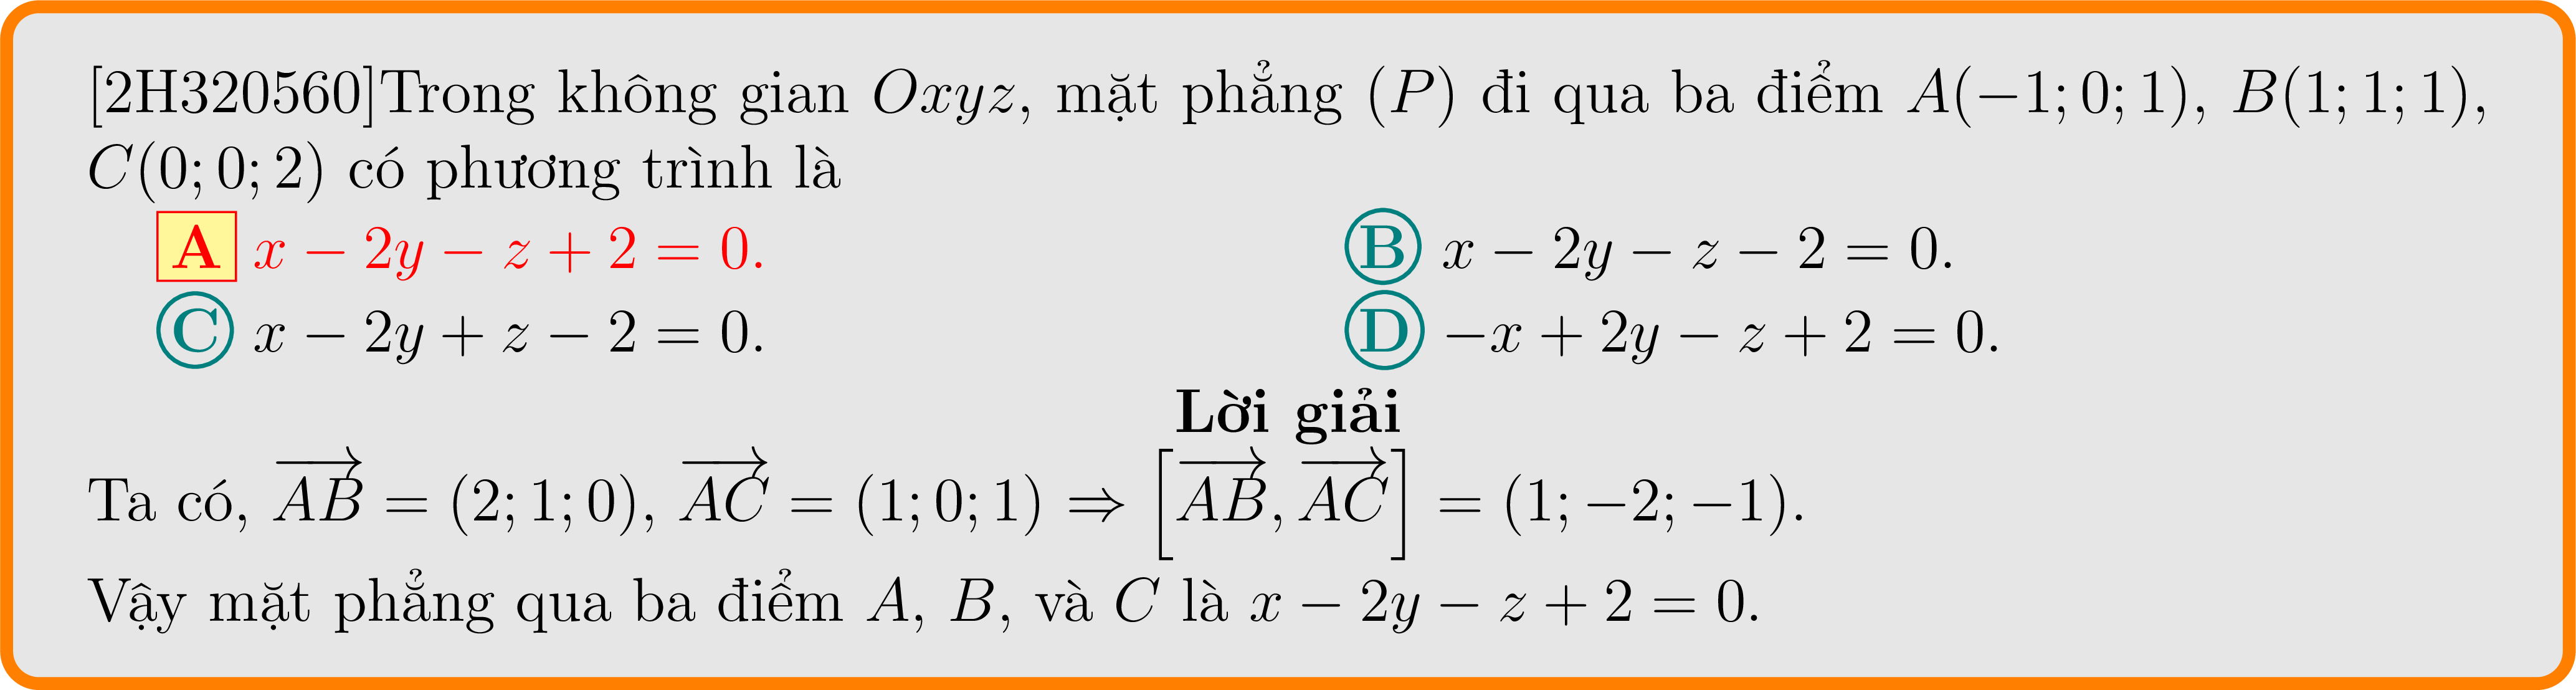 [2H320560]Trong không gian Oxyz, mặt phẳng (P) đi qua ba điểm A(−1; 0; 1), B(1; 1; 1),
C(0; 0; 2) có phương trình là
A x − 2y − z + 2 = 0. B x − 2y − z − 2 = 0.
C x − 2y + z − 2 = 0. D −x + 2y − z + 2 = 0.
Lời giải
Ta có, $\overrightarrow{AB}$ = (2; 1; 0), $\overrightarrow{AC}$ = (1; 0; 1) ⇒ [$\overrightarrow{AB}$, $\overrightarrow{AC}$] = (1; −2; −1).
Vậy mặt phẳng qua ba điểm A, B, và C là x − 2y − z + 2 = 0.